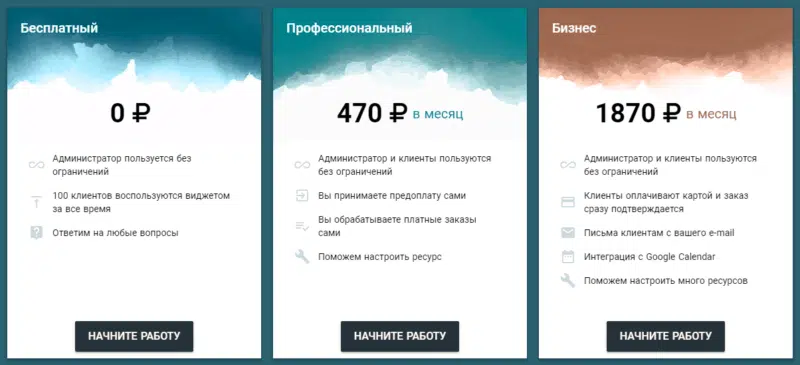 Бесплатный
0 ₽
Администратор пользуется без
ограничений
100 клиентов воспользуются виджетом
за все время
Ответим на любые вопросы
НАЧНИТЕ РАБОТУ
Профессиональный
470 ₽ в месяц
Администратор и клиенты пользуются
без ограничений
Вы принимаете предоплату сами
Вы обрабатываете платные заказы
сами
Поможем настроить ресурс
НАЧНИТЕ РАБОТУ
Бизнес
1870 ₽ в месяц
Администратор и клиенты пользуются
без ограничений
Клиенты оплачивают картой и заказ
сразу подтверждается
Письма клиентам с вашего e-mail
Интеграция с Google Calendar
Поможем настроить много ресурсов
НАЧНИТЕ РАБОТУ